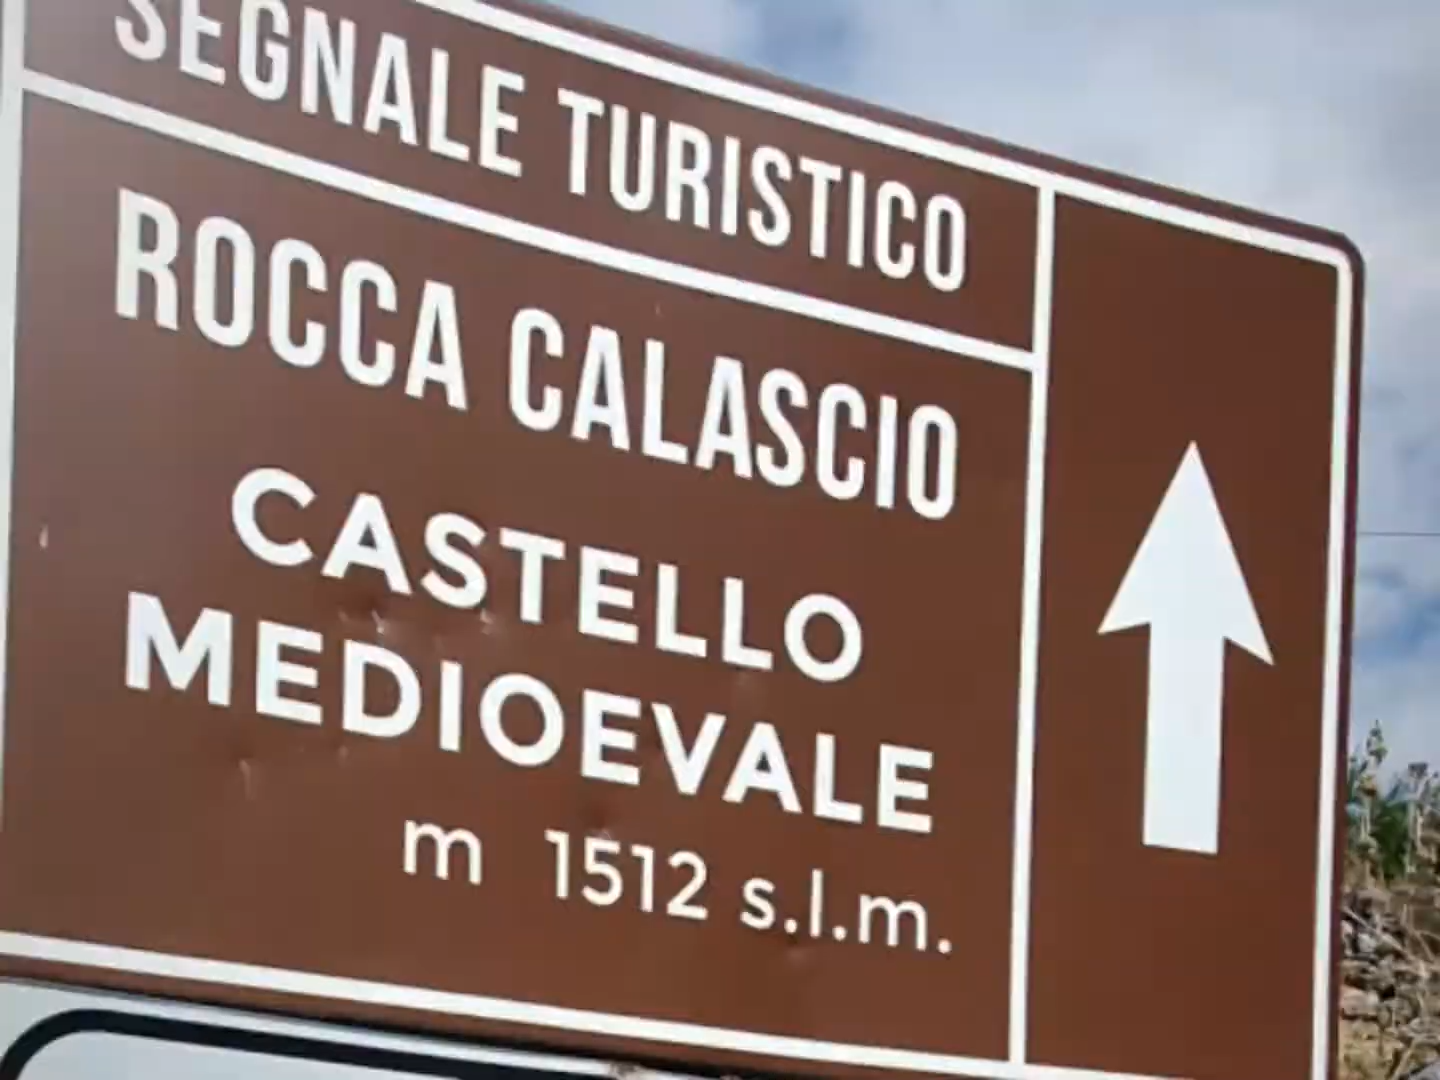 SEGNALE TURISTICO
ROCCA CALASCIO
CASTELLO
MEDIOEVALE
m 1512 s.l.m.